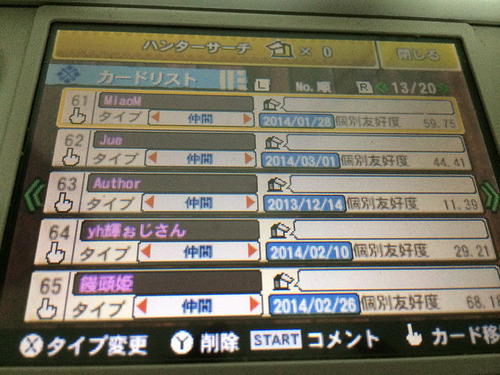 ハンターサーチ × 0 閉じる
カードリスト L No.順 R 13/20
61 MiaoM
タイプ 仲間 2014/01/28 個別友好度 59.75
62 Jue
タイプ 仲間 2014/03/01 個別友好度 44.41
63 Author
タイプ 仲間 2013/12/14 個別友好度 11.39
64 yh輝ぉじさん
タイプ 仲間 2014/02/10 個別友好度 29.21
65 饅頭姫
タイプ 仲間 2014/02/26 個別友好度 68.1
X タイプ変更 Y 削除 START コメント カード移